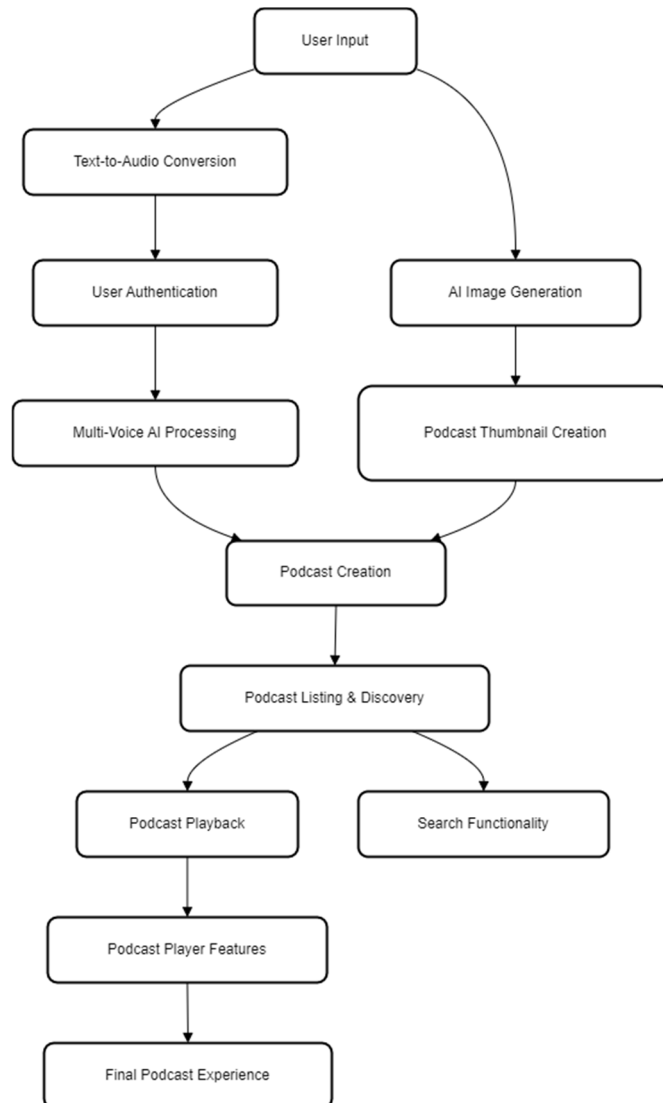 User Input
Text-to-Audio Conversion
User Authentication
AI Image Generation
Multi-Voice AI Processing
Podcast Thumbnail Creation
Podcast Creation
Podcast Listing & Discovery
Podcast Playback
Search Functionality
Podcast Player Features
Final Podcast Experience